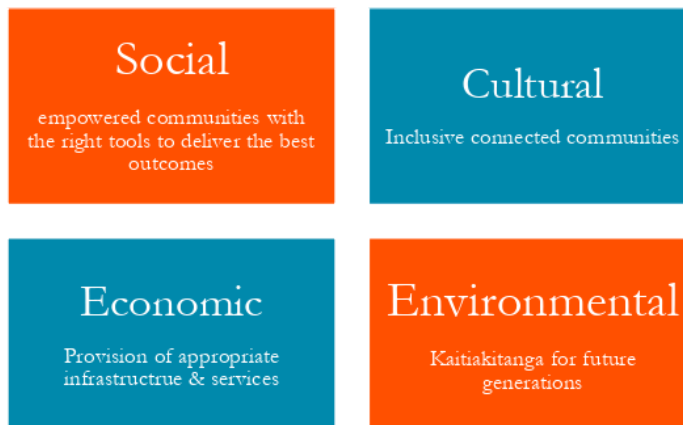 Social
empowered communities with
the right tools to deliver the best
outcomes
Cultural
Inclusive connected communities
Economic
Provision of appropriate
infrastructrue & services
Environmental
Kaitiakitanga for future
generations